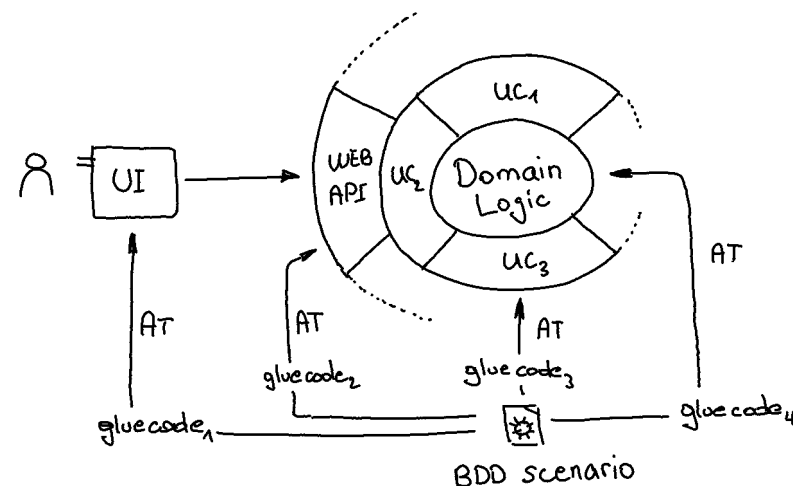 UC₁
WEB
API
UC₂
Domain
Logic
UI
UC₃
AT
AT
AT
AT
gluecode₂
gluecode₃
gluecode₁
gluecode₄
BDD scenario